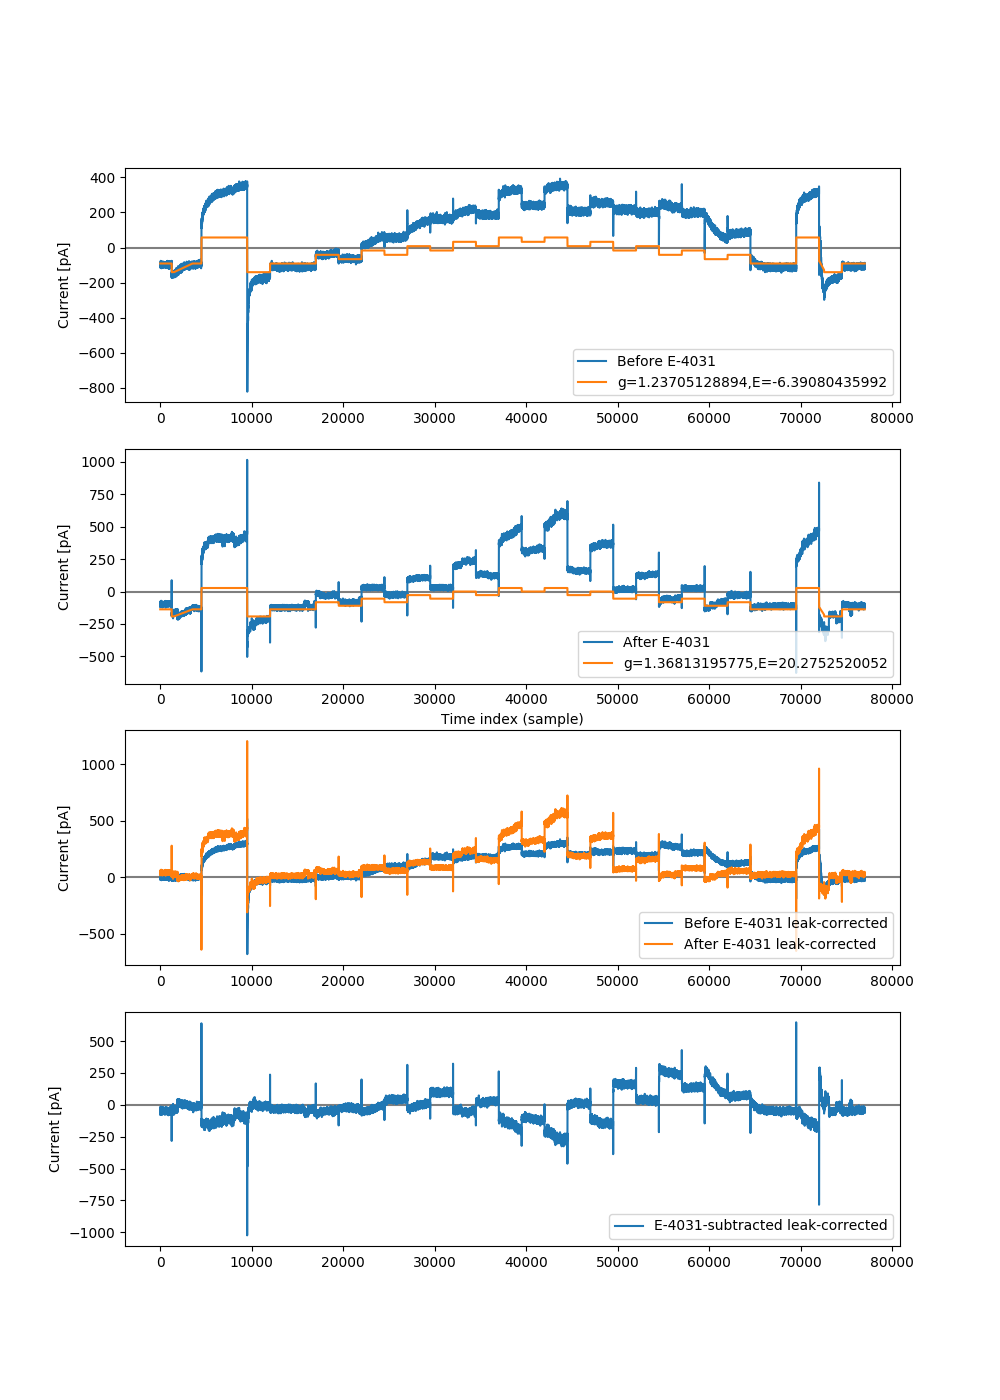 400
200
0
−200
−400
−600
−800
Current [pA]
Before E-4031
g=1.23705128894,E=-6.39080435992
0 10000 20000 30000 40000 50000 60000 70000 80000
1000
750
500
250
0
−250
−500
Current [pA]
After E-4031
g=1.36813195775,E=20.2752520052
0 10000 20000 30000 40000 50000 60000 70000 80000
Time index (sample)
1000
500
0
−500
Current [pA]
Before E-4031 leak-corrected
After E-4031 leak-corrected
0 10000 20000 30000 40000 50000 60000 70000 80000
500
250
0
−250
−500
−750
−1000
Current [pA]
E-4031-subtracted leak-corrected
0 10000 20000 30000 40000 50000 60000 70000 80000